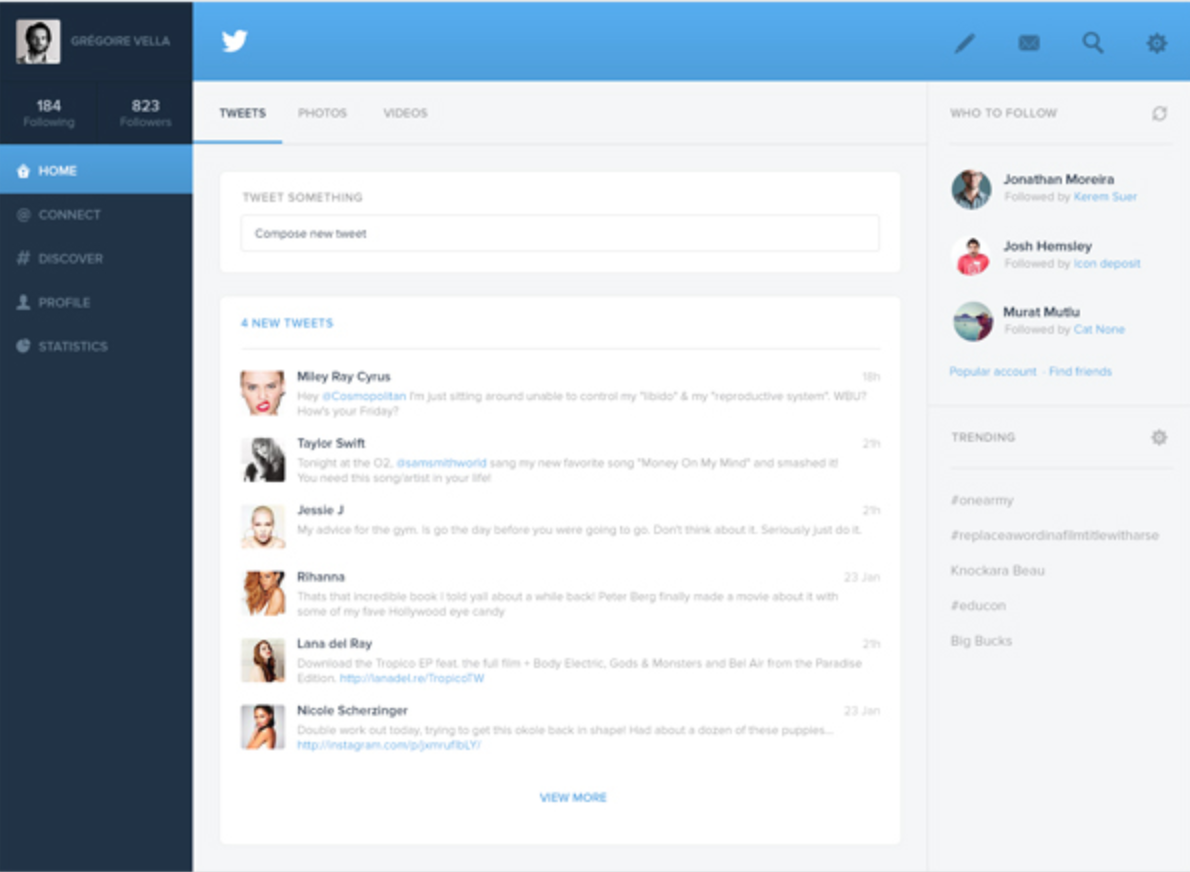 GRÉGOIRE VELLA
184
Following
823
Followers
HOME
@ CONNECT
# DISCOVER
PROFILE
STATISTICS
TWEETS
PHOTOS
VIDEOS
TWEET SOMETHING
Compose new tweet
4 NEW TWEETS
Miley Ray Cyrus
18h
Hey @Cosmopolitan I'm just sitting around unable to control my "libido" & my "reproductive system". WBU?
How's your Friday?
Taylor Swift
21h
Tonight at the O2, @samsmithworld sang my new favorite song "Money On My Mind" and smashed it!
You need this song/artist in your life!
Jessie J
21h
My advice for the gym. Is go the day before you were going to go. Don't think about it. Seriously just do it.
Rihanna
23 Jan
Thats that incredible book I told yall about a while back! Peter Berg finally made a movie about it with
some of my fave Hollywood eye candy
Lana del Ray
21h
Download the Tropico EP feat. the full film + Body Electric, Gods & Monsters and Bel Air from the Paradise
Edition. http://lanadel.re/TropicoTW
Nicole Scherzinger
23 Jan
Double work out today, trying to get this okole back in shape! Had about a dozen of these puppies...
VIEW MORE
WHO TO FOLLOW
Jonathan Moreira
Followed by Kerem Suer
Josh Hemsley
Followed by Icon deposit
Murat Mutlu
Followed by Cat None
Popular account · Find friends
TRENDING
#onearmy
#replaceawordinafilmtitlewitharse
Knockara Beau
#educon
Big Bucks